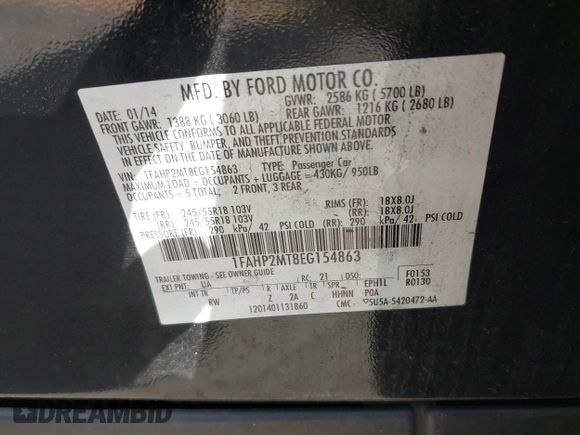 MFD. BY FORD MOTOR CO.
DATE: 01/14 GVWR: 2586 KG ( 5700 LB)
FRONT GAWR: 1388 KG ( 3060 LB) REAR GAWR: 1216 KG ( 2680 LB)
THIS VEHICLE CONFORMS TO ALL APPLICABLE FEDERAL MOTOR
VEHICLE SAFETY, BUMPER, AND THEFT PREVENTION STANDARDS
IN EFFECT ON THE DATE OF MANUFACTURE SHOWN ABOVE.
VIN: 1FAHP2MT8EG154863 TYPE: Passenger Car
MAXIMUM LOAD = OCCUPANTS + LUGGAGE = 430KG/ 950LB
OCCUPANTS = 5 TOTAL: 2 FRONT, 3 REAR
TIRE (FR): 245/55R18 103V RIMS (FR): 18X8.0J
(RR): 245/55R18 103V (RR): 18X8.0J
PRESSURE (FR): 290 kPa/ 42 PSI COLD (RR): 290 kPa/ 42 PSI COLD
1FAHP2MT8EG154863
TRAILER TOWING - SEE OWNER GUIDE
EXT PNT: UA RC: 21 DSO: F0153
INT TR TP/PS R AXLE TR SPR EPH1L R0130
RW Z 2A C HHNN POA
1201401131860 CMC 5U5A-5420472-AA
DREAMBID